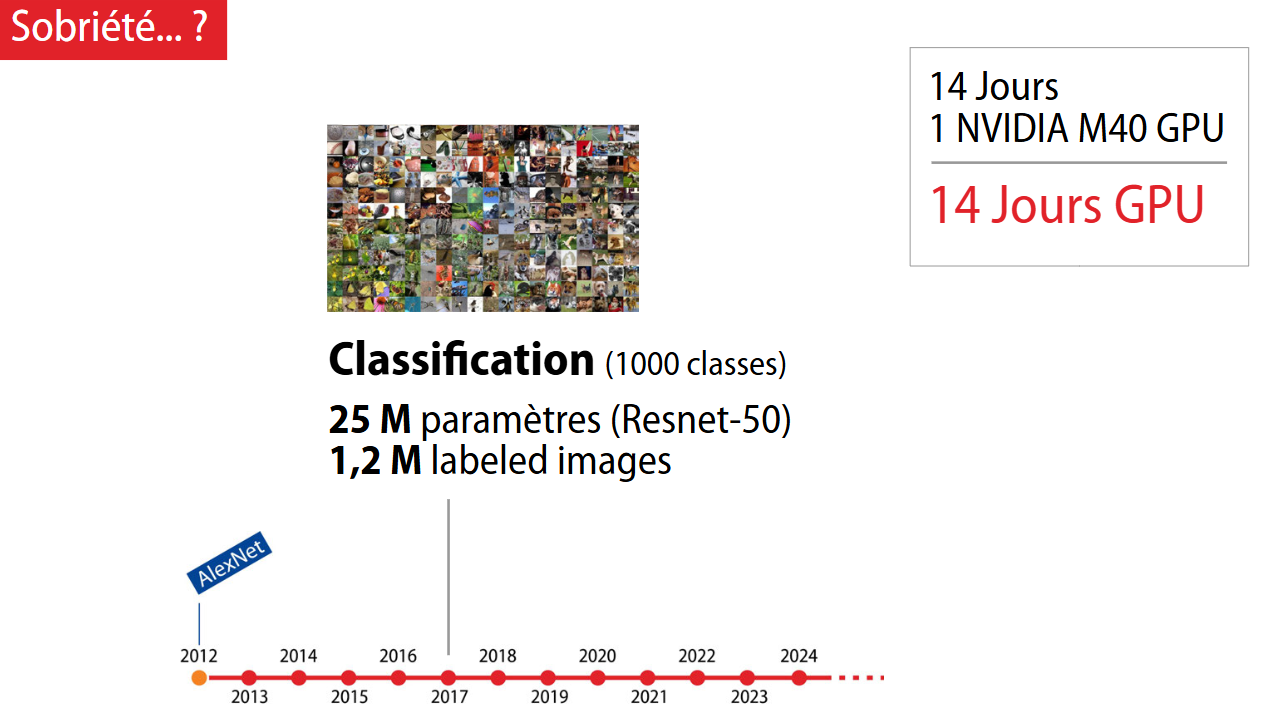 Sobriété... ?
14 Jours
1 NVIDIA M40 GPU
14 Jours GPU
Classification (1000 classes)
25 M paramètres (Resnet-50)
1,2 M labeled images
AlexNet
2012 2014 2016 2018 2020 2022 2024
2013 2015 2017 2019 2021 2023